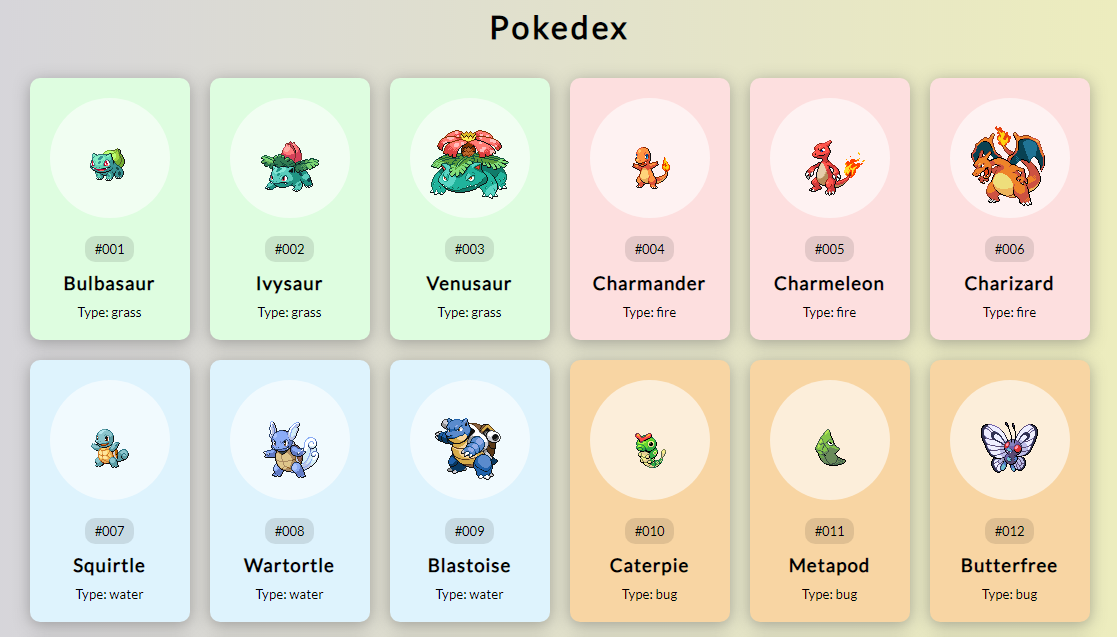 Pokedex
#001
Bulbasaur
Type: grass
#002
Ivysaur
Type: grass
#003
Venusaur
Type: grass
#004
Charmander
Type: fire
#005
Charmeleon
Type: fire
#006
Charizard
Type: fire
#007
Squirtle
Type: water
#008
Wartortle
Type: water
#009
Blastoise
Type: water
#010
Caterpie
Type: bug
#011
Metapod
Type: bug
#012
Butterfree
Type: bug